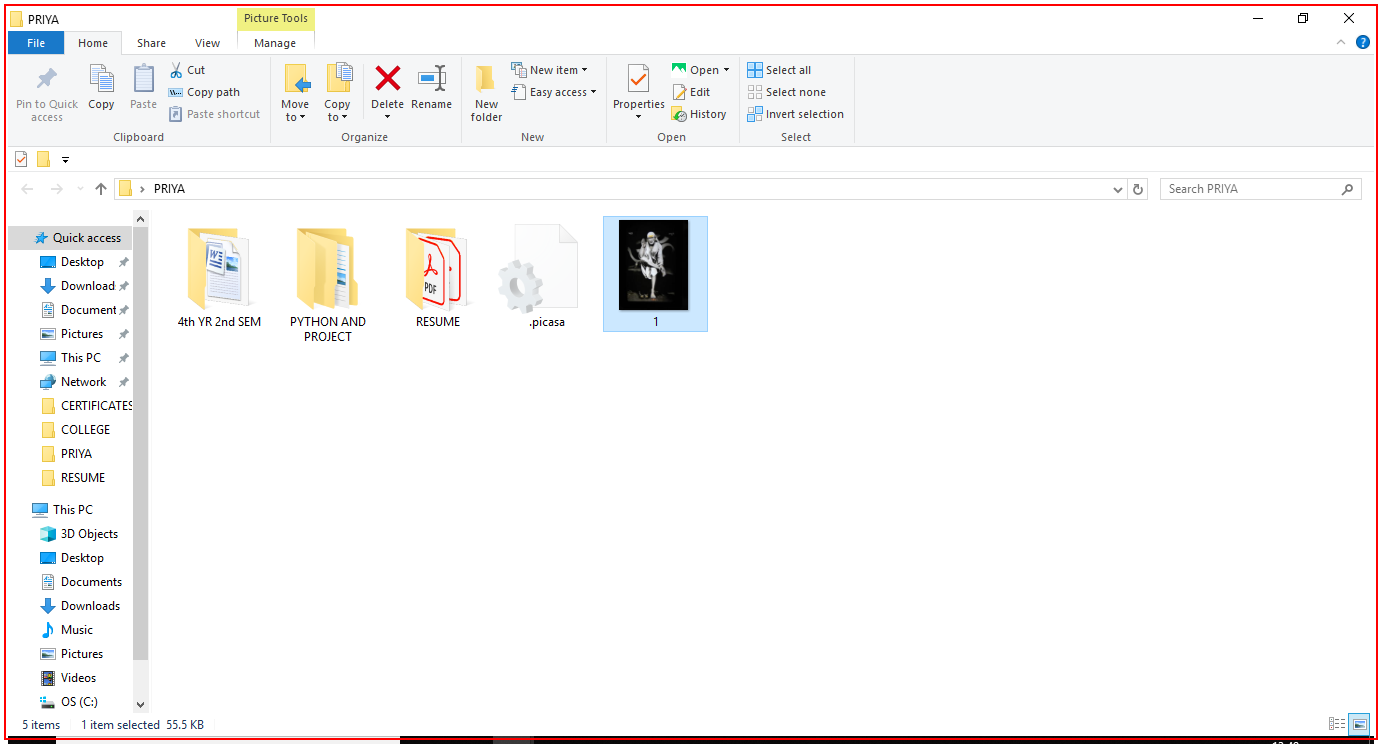 PRIYA
Picture Tools
File Home Share View Manage
Pin to Quick access
Copy
Paste
Cut
Copy path
Paste shortcut
Clipboard
Move to
Copy to
Delete
Rename
Organize
New folder
New item
Easy access
New
Properties
Open
Edit
History
Open
Select all
Select none
Invert selection
Select
PRIYA
Search PRIYA
Quick access
Desktop
Download
Document
Pictures
This PC
Network
CERTIFICATES
COLLEGE
PRIYA
RESUME
This PC
3D Objects
Desktop
Documents
Downloads
Music
Pictures
Videos
OS (C:)
4th YR 2nd SEM
PYTHON AND
PROJECT
PDF
RESUME
.picasa
1
5 items 1 item selected 55.5 KB